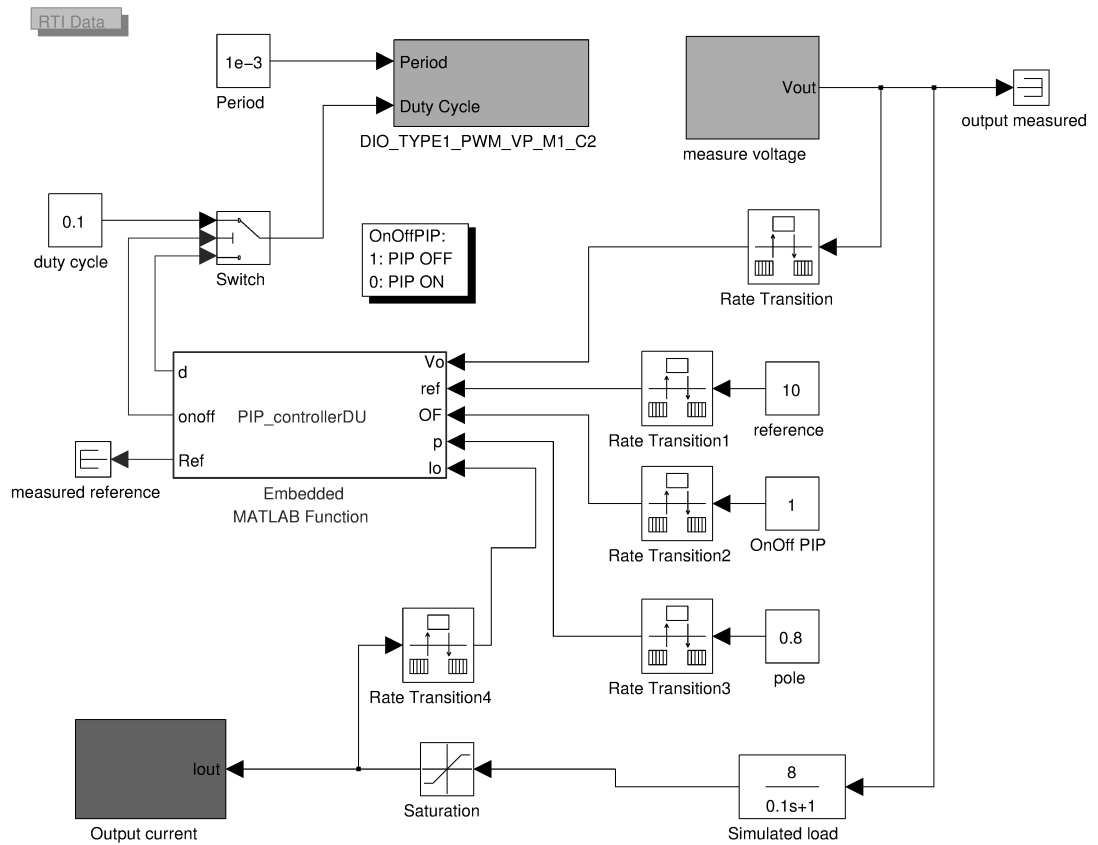 RTI Data
1e−3
Period
Period
Duty Cycle
DIO_TYPE1_PWM_VP_M1_C2
Vout
measure voltage
output measured
0.1
duty cycle
Switch
OnOffPIP:
1: PIP OFF
0: PIP ON
Rate Transition
d
onoff
Ref
PIP_controllerDU
Vo
ref
OF
p
Io
Embedded
MATLAB Function
measured reference
Rate Transition1
10
reference
Rate Transition2
1
OnOff PIP
Rate Transition3
0.8
pole
Rate Transition4
Iout
Output current
Saturation
8
0.1s+1
Simulated load